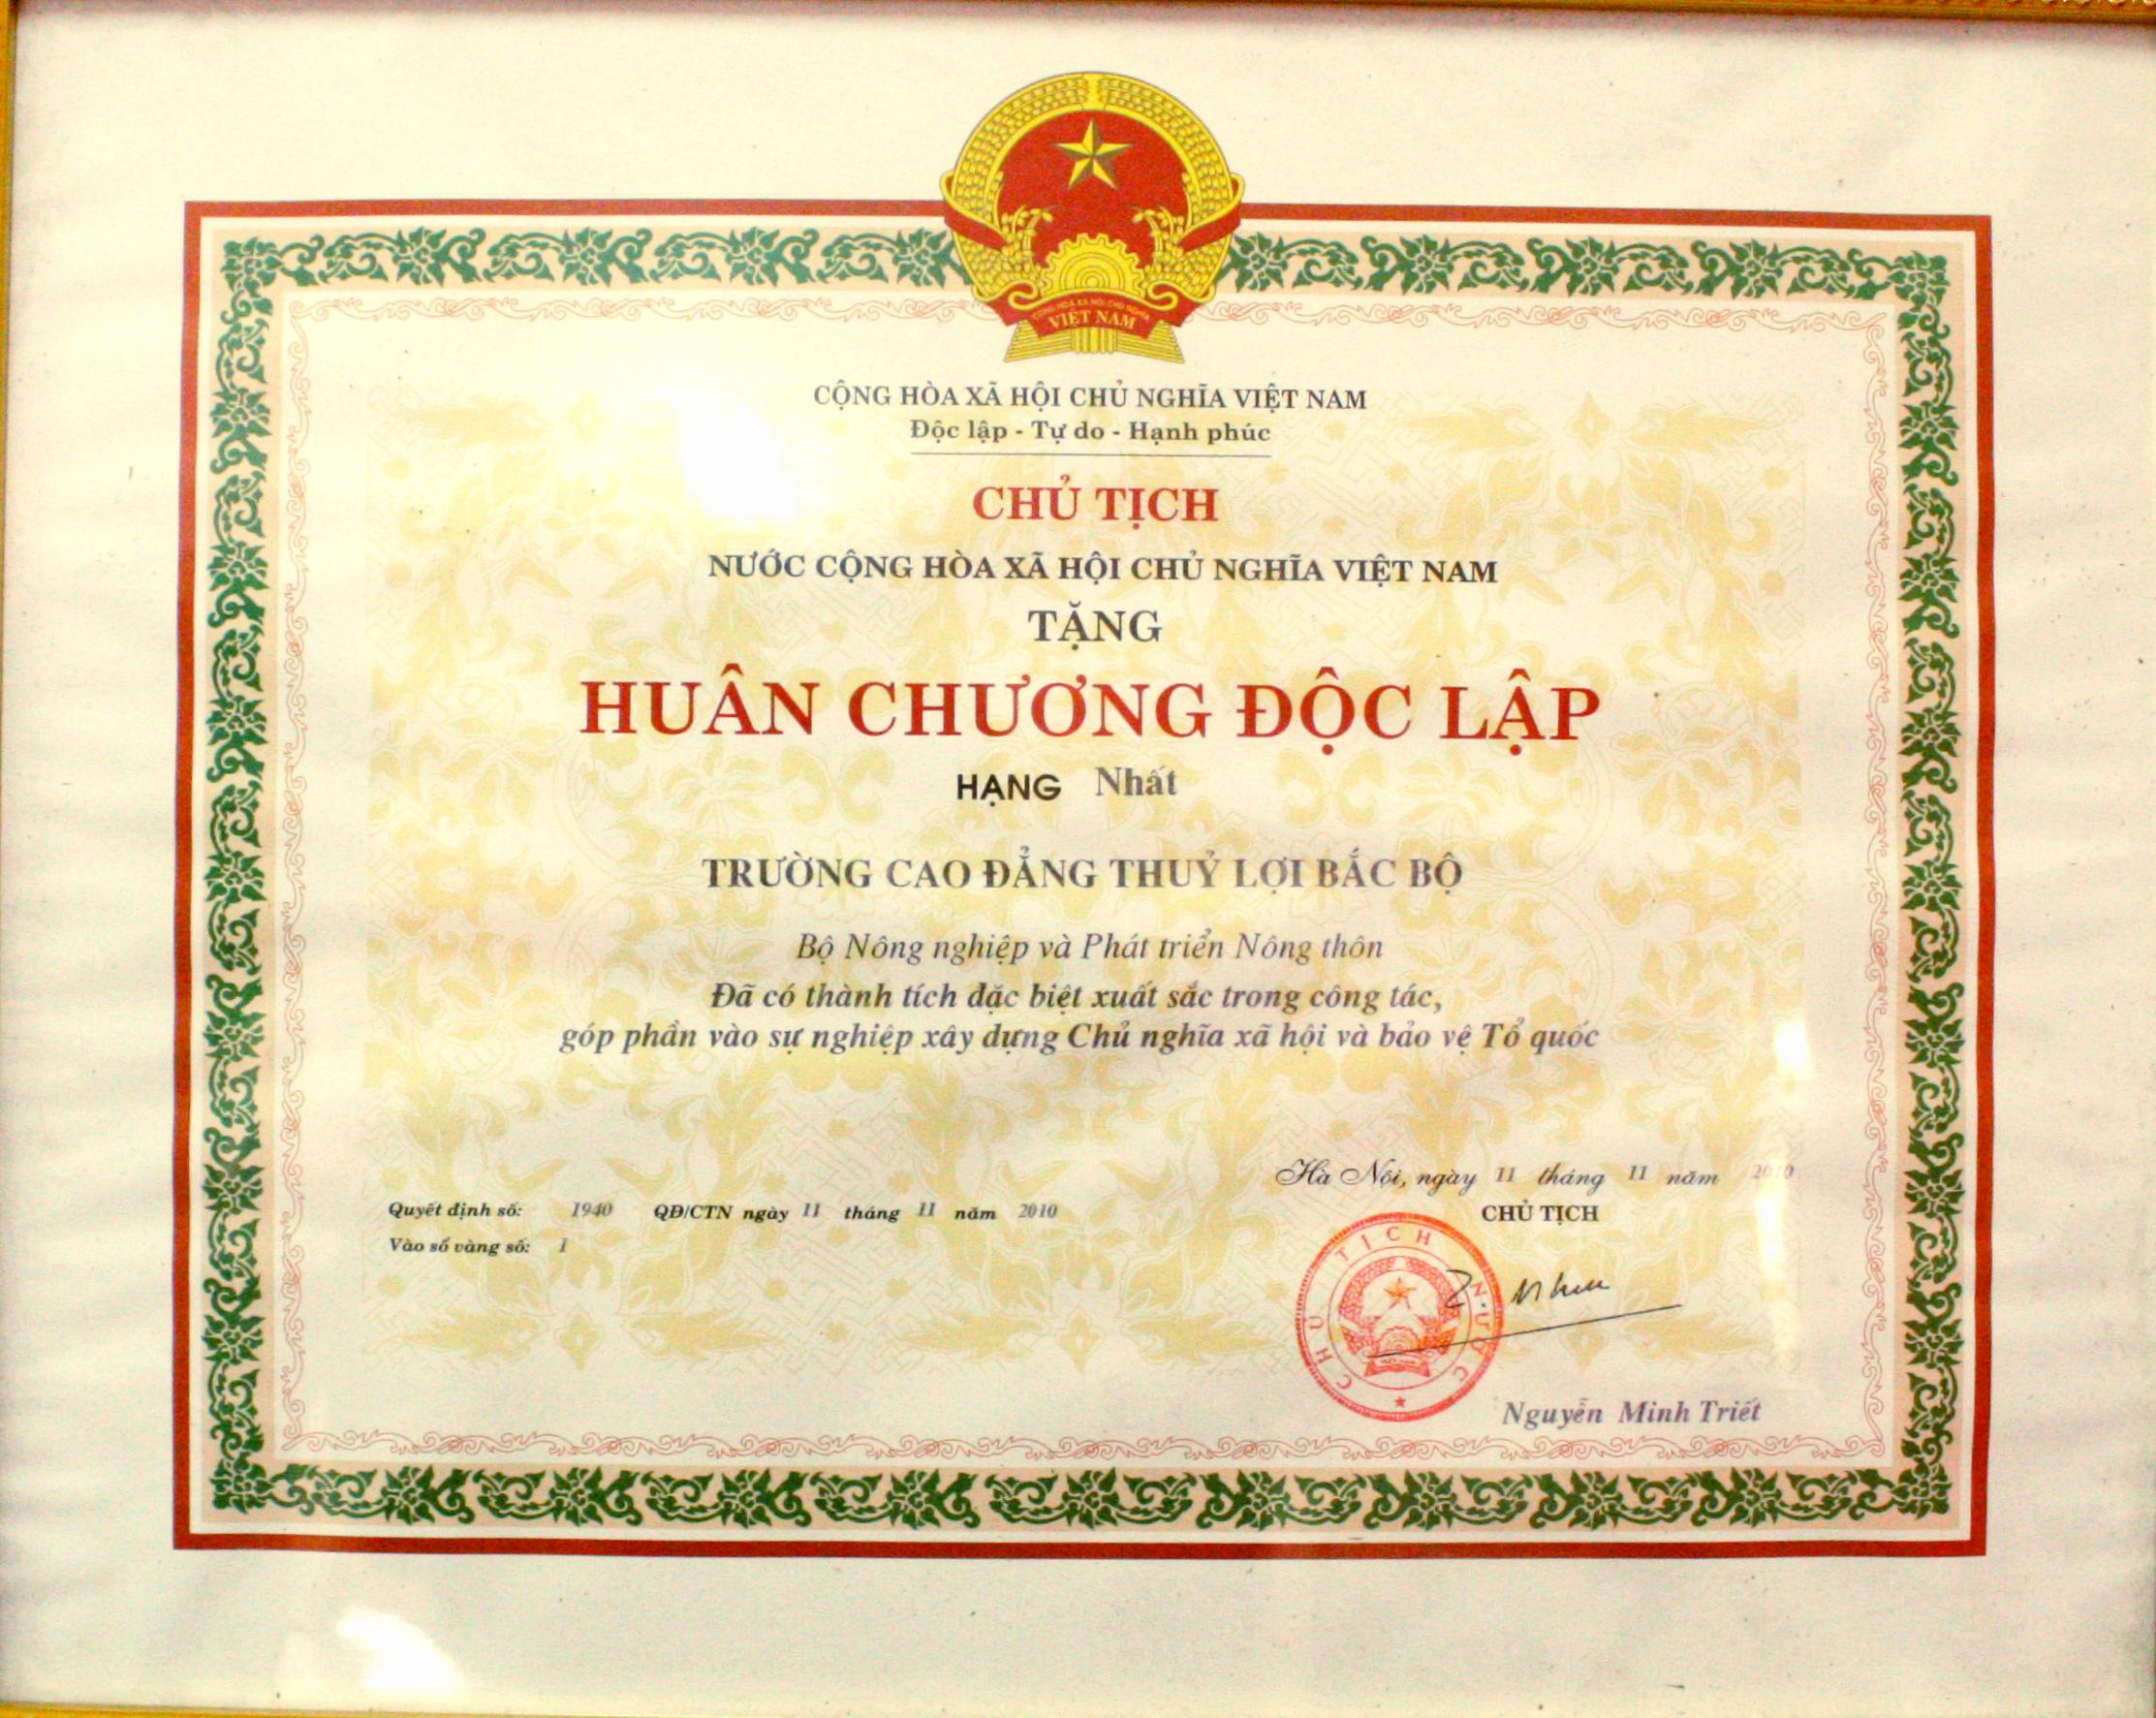 CỘNG HÒA XÃ HỘI CHỦ NGHĨA
VIỆT NAM
CỘNG HÒA XÃ HỘI CHỦ NGHĨA VIỆT NAM
Độc lập - Tự do - Hạnh phúc
CHỦ TỊCH
NƯỚC CỘNG HÒA XÃ HỘI CHỦ NGHĨA VIỆT NAM
TẶNG
HUÂN CHƯƠNG ĐỘC LẬP
HẠNG Nhất
TRƯỜNG CAO ĐẲNG THUỶ LỢI BẮC BỘ
Bộ Nông nghiệp và Phát triển Nông thôn
Đã có thành tích đặc biệt xuất sắc trong công tác,
góp phần vào sự nghiệp xây dựng Chủ nghĩa xã hội và bảo vệ Tổ quốc
Hà Nội, ngày 11 tháng 11 năm 2010
Quyết định số: 1940 QĐ/CTN ngày 11 tháng 11 năm 2010
CHỦ TỊCH
Vào sổ vàng số: 1
CHỦ TỊCH NƯỚC
Nguyễn Minh Triết